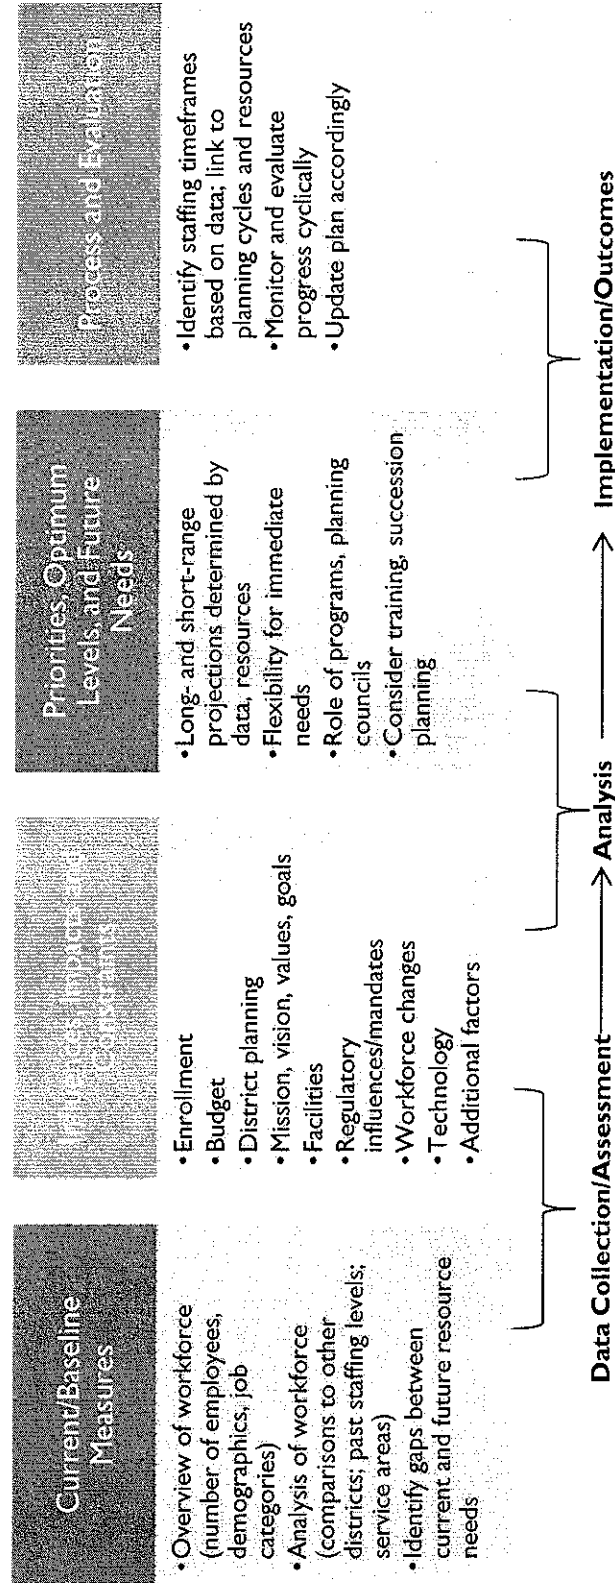 Current/Baseline
Measures
•Overview of workforce
(number of employees,
demographics, job
categories)
•Analysis of workforce
(comparisons to other
districts; past staffing levels;
service areas)
•Identify gaps between
current and future resource
needs
•Enrollment
•Budget
•District planning
•Mission, vision, values, goals
•Facilities
•Regulatory
influences/mandates
•Workforce changes
•Technology
•Additional factors
Priorities, Optimum
Levels, and Future
Needs
•Long- and short-range
projections determined by
data, resources
•Flexibility for immediate
needs
•Role of programs, planning
councils
•Consider training, succession
planning
Process and Evaluation
•Identify staffing timeframes
based on data; link to
planning cycles and resources
•Monitor and evaluate
progress cyclically
•Update plan accordingly
Data Collection/Assessment
Analysis
Implementation/Outcomes